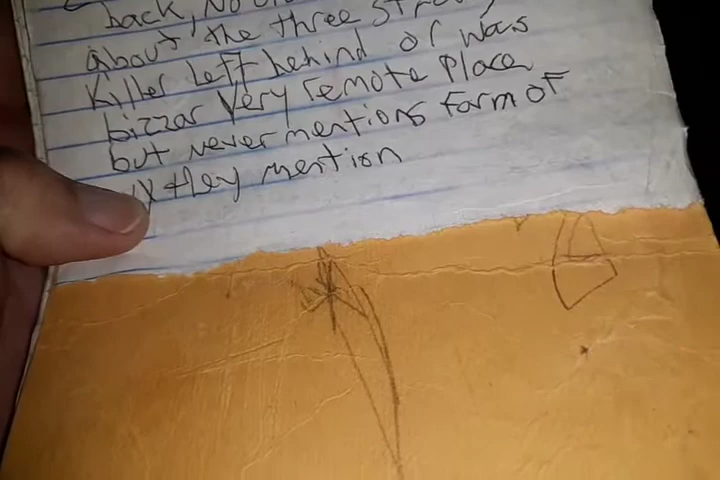 back, No
about the three
Killer left behind or was
bizzar very remote place
but never mentions form of
they mention